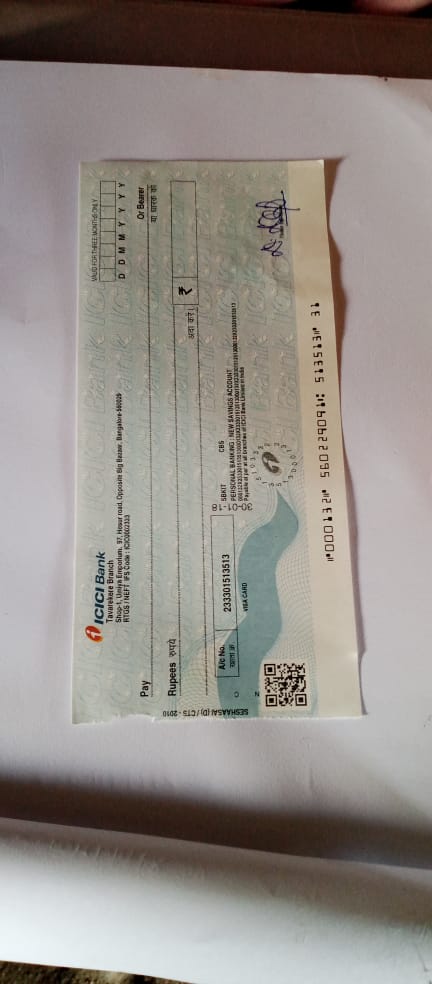 ICICI Bank
Tavarekere Branch
Shop-1, Umiya Emporium, 97, Hosur road, Opposite Big Bazaar, Bangalore-560029
RTGS / NEFT IFS Code : ICIC0002333
VALID FOR THREE MONTHS ONLY
D D M M Y Y Y Y
Pay
Or Bearer
या धारक को
Rupees रुपये
अदा करें।
₹
A/c No.
खाता क्र.
233301513513
VISA CARD
30-01-18
SBKIT CBS
PERSONAL BANKING : NEW SAVINGS ACCOUNT
Payable at par at all branches of ICICI Bank Limited in India
SESHAASAI (D) / CTS - 2010
⑈000132⑈ 560229091⑆ 513513⑈ 31